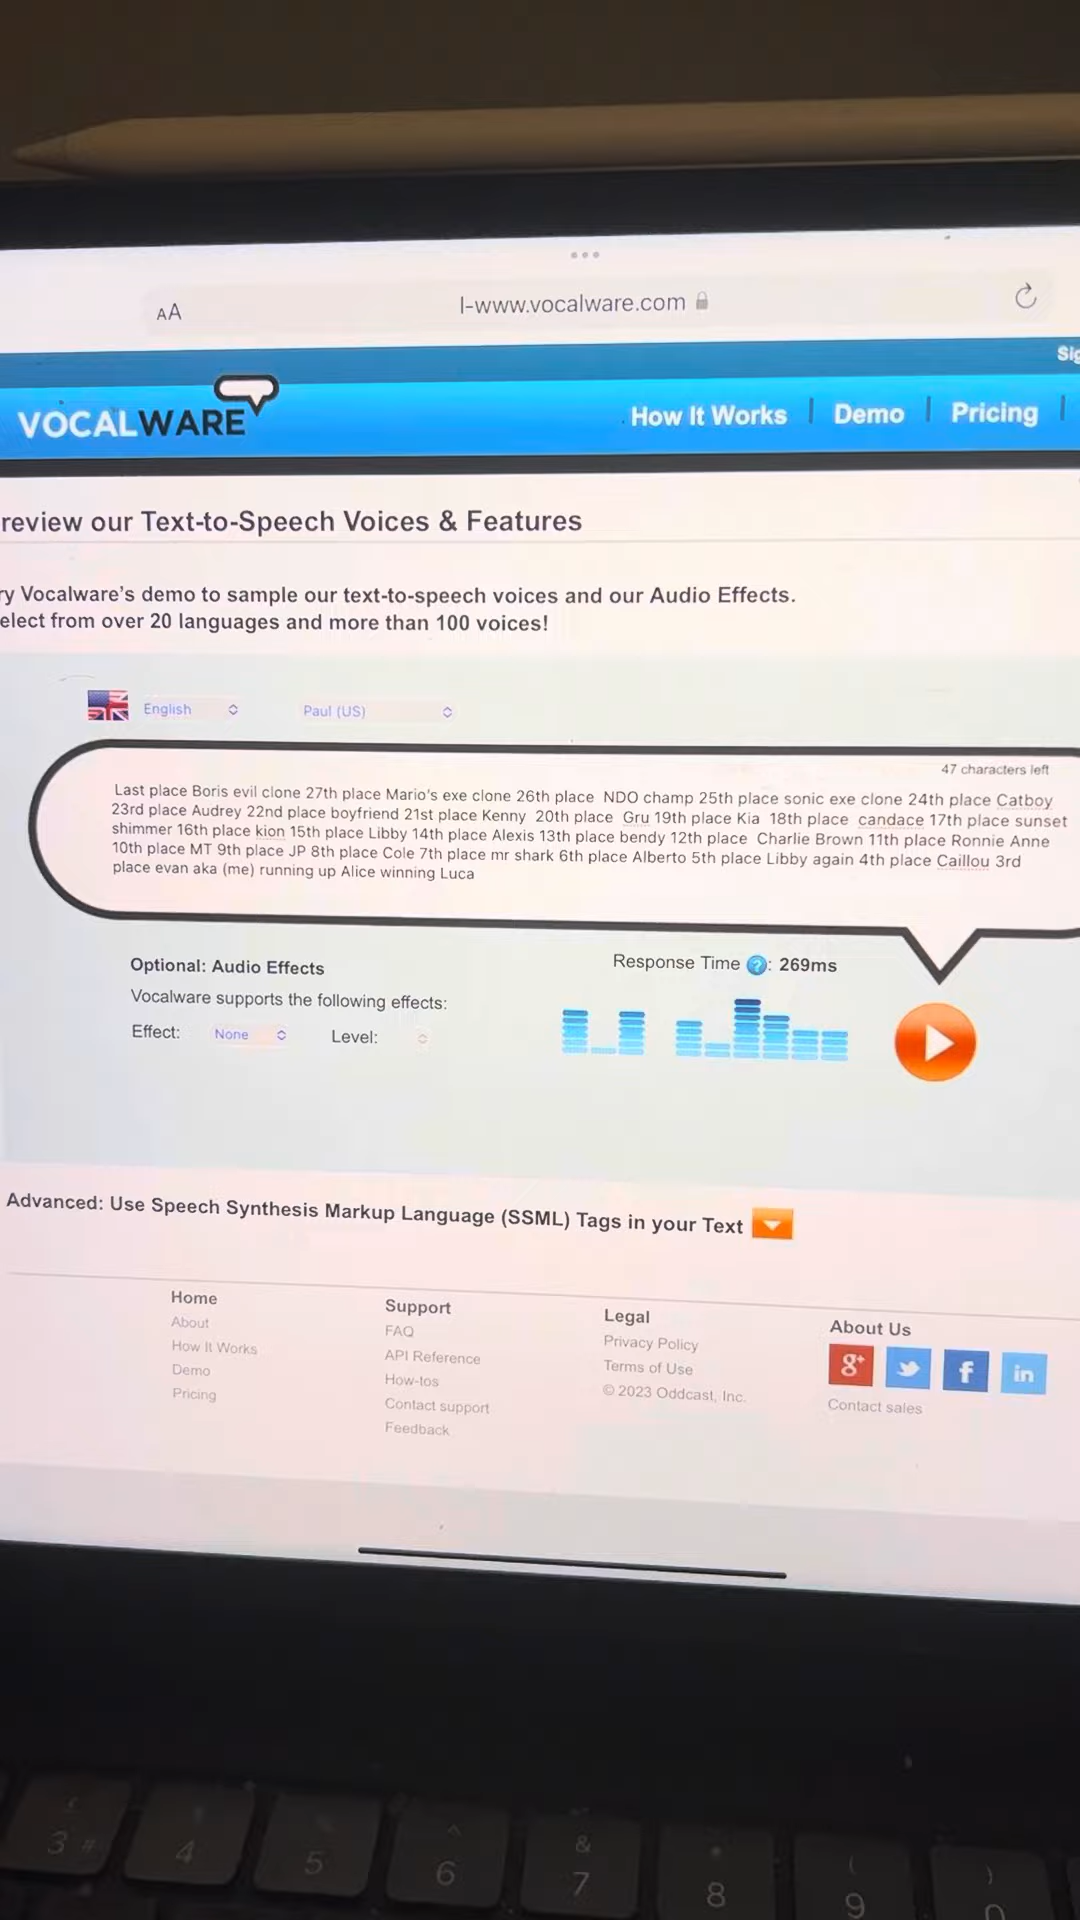 AA
l-www.vocalware.com
VOCALWARE
How It Works
Demo
Pricing
review our Text-to-Speech Voices & Features
ry Vocalware's demo to sample our text-to-speech voices and our Audio Effects.
elect from over 20 languages and more than 100 voices!
English
Paul (US)
47 characters left
Last place Boris evil clone 27th place Mario's exe clone 26th place NDO champ 25th place sonic exe clone 24th place Catboy
23rd place Audrey 22nd place boyfriend 21st place Kenny 20th place Gru 19th place Kia 18th place candace 17th place sunset
shimmer 16th place kion 15th place Libby 14th place Alexis 13th place bendy 12th place Charlie Brown 11th place Ronnie Anne
10th place MT 9th place JP 8th place Cole 7th place mr shark 6th place Alberto 5th place Libby again 4th place Caillou 3rd
place evan aka (me) running up Alice winning Luca
Optional: Audio Effects
Vocalware supports the following effects:
Effect: None Level:
Response Time ?: 269ms
Advanced: Use Speech Synthesis Markup Language (SSML) Tags in your Text
Home
About
How It Works
Demo
Pricing
Support
FAQ
API Reference
How-tos
Contact support
Feedback
Legal
Privacy Policy
Terms of Use
© 2023 Oddcast, Inc.
About Us
g+ f in
Contact sales
3 # 4 5 ^ 6 & 7 * 8 ( 9 )